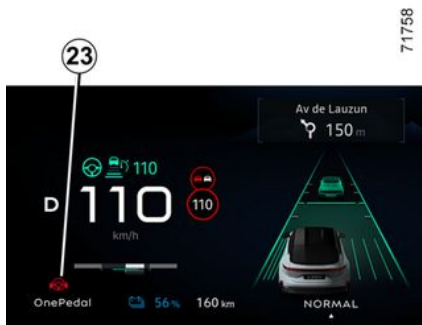 71758
23
Av de Lauzun
150 m
110
D
110
110
km/h
OnePedal
56 %
160 km
NORMAL